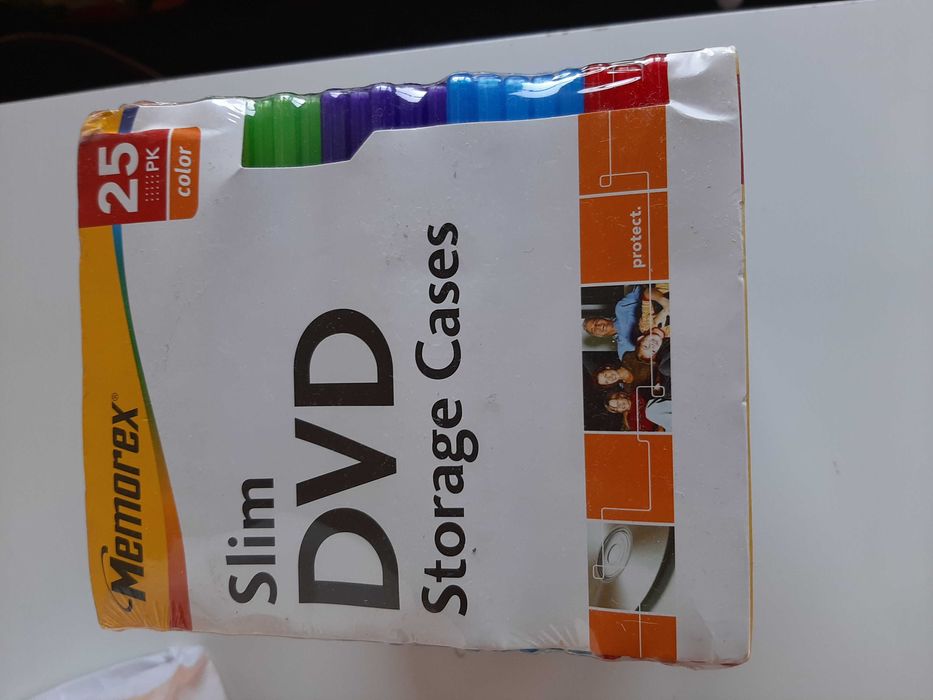 Memorex®
25
PK
color
Slim
DVD
Storage Cases
protect.